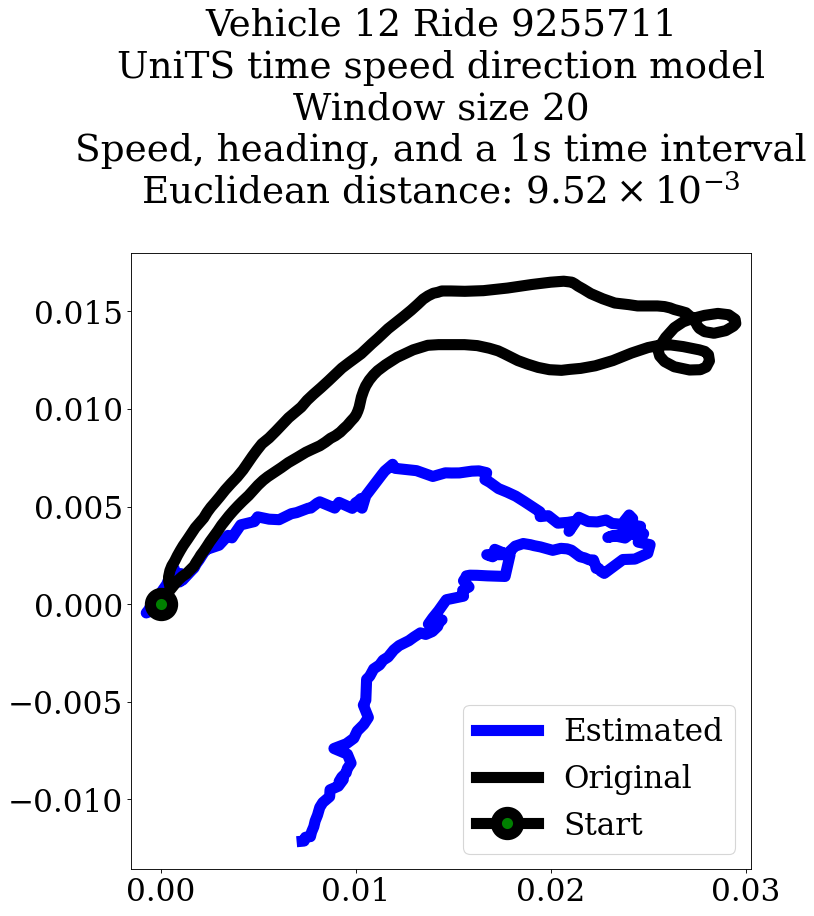 Vehicle 12 Ride 9255711
UniTS time speed direction model
Window size 20
Speed, heading, and a 1s time interval
Euclidean distance: 9.52 × 10⁻³
0.015
0.010
0.005
0.000
−0.005
−0.010
Estimated
Original
Start
0.00 0.01 0.02 0.03